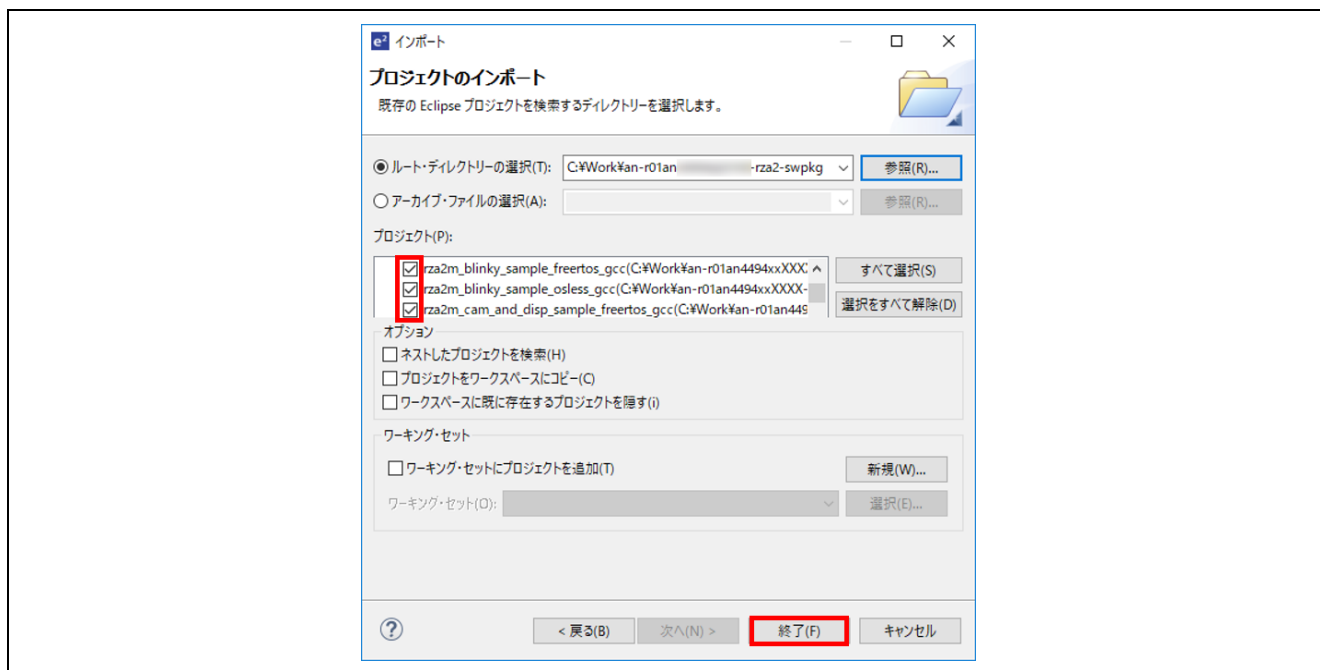 e² インポート
プロジェクトのインポート
既存の Eclipse プロジェクトを検索するディレクトリーを選択します。
ルート・ディレクトリーの選択(T): C:¥Work¥an-r01an -rza2-swpkg 参照(R)...
アーカイブ・ファイルの選択(A): 参照(R)...
プロジェクト(P):
rza2m_blinky_sample_freertos_gcc(C:¥Work¥an-r01an4494xxXXX すべて選択(S)
rza2m_blinky_sample_osless_gcc(C:¥Work¥an-r01an4494xxXXXX-
選択をすべて解除(D)
rza2m_cam_and_disp_sample_freertos_gcc(C:¥Work¥an-r01an449
オプション
ネストしたプロジェクトを検索(H)
プロジェクトをワークスペースにコピー(C)
ワークスペースに既に存在するプロジェクトを隠す(i)
ワーキング・セット
ワーキング・セットにプロジェクトを追加(T) 新規(W)...
ワーキング・セット(O): 選択(E)...
? < 戻る(B) 次へ(N) > 終了(F) キャンセル